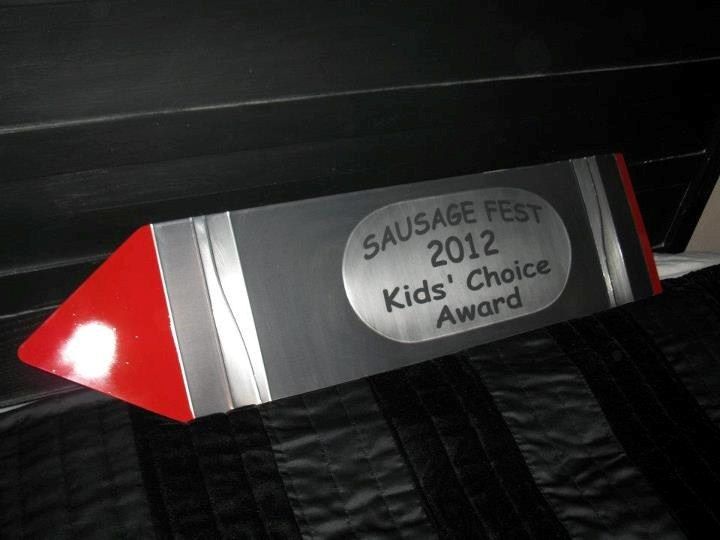 SAUSAGE FEST
2012
Kids' Choice
Award